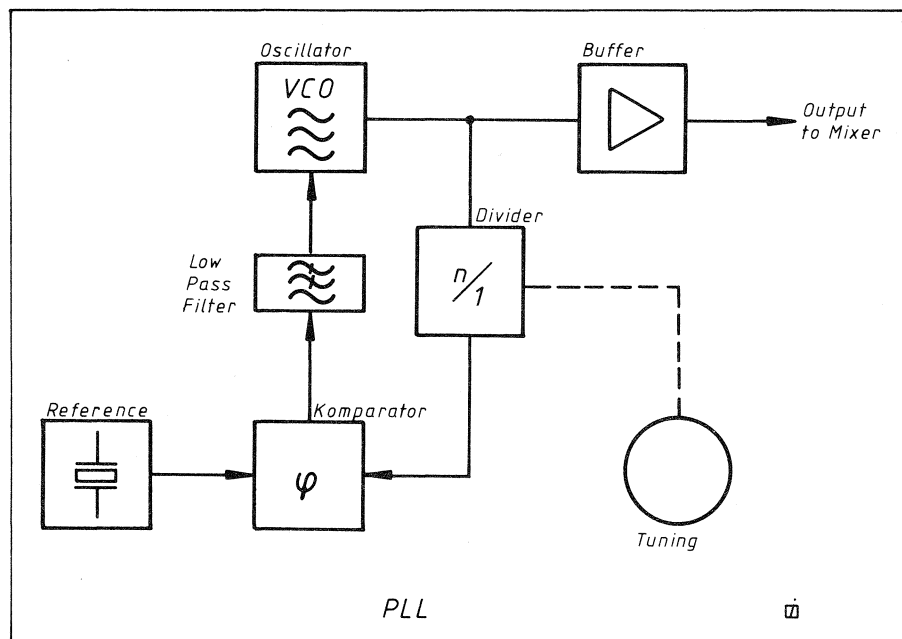 Oscillator
VCO
Buffer
Output
to Mixer
Divider
n/1
Low
Pass
Filter
Reference
Komparator
φ
Tuning
PLL